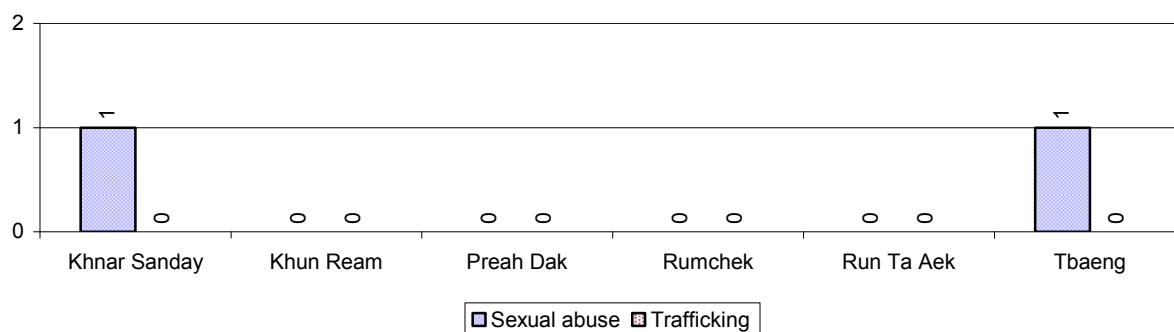 2
1
0
1
0
0
0
0
0
0
0
0
0
1
0
Khnar Sanday
Khun Ream
Preah Dak
Rumchek
Run Ta Aek
Tbaeng
Sexual abuse
Trafficking